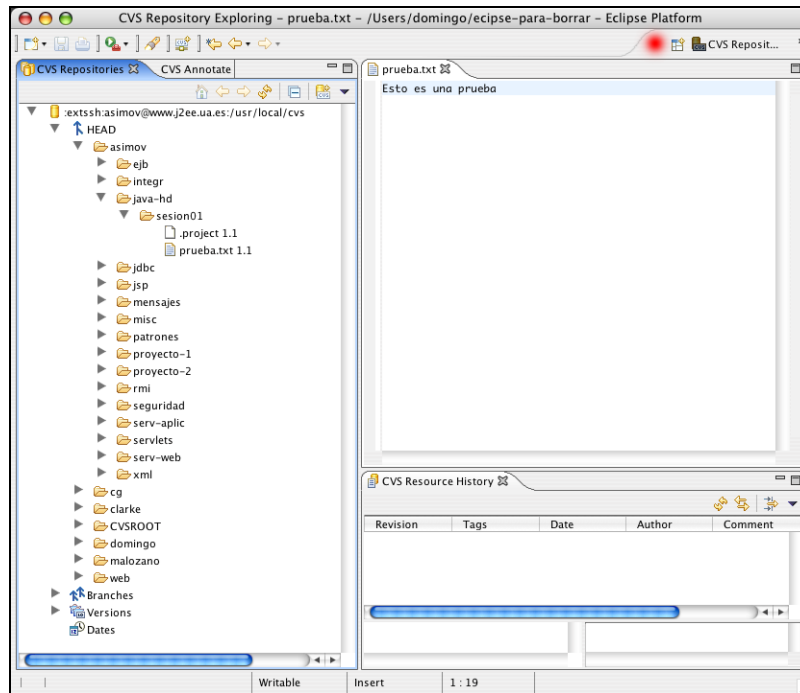 CVS Repository Exploring - prueba.txt - /Users/domingo/ecipse-para-borrar - Eclipse Platform
CVS Reposit...
CVS Repositories
CVS Annotate
:extssh:asimov@www.j2ee.ua.es:/usr/local/cvs
HEAD
asimov
ejb
integr
java-hd
sesion01
.project 1.1
prueba.txt 1.1
jdbc
jsp
mensajes
misc
patrones
proyecto-1
proyecto-2
rmi
seguridad
serv-aplic
servlets
serv-web
xml
cg
clarke
CVSROOT
domingo
malozano
web
Branches
Versions
Dates
prueba.txt
Esto es una prueba
CVS Resource History
Revision Tags Date Author Comment
Writable Insert 1 : 19